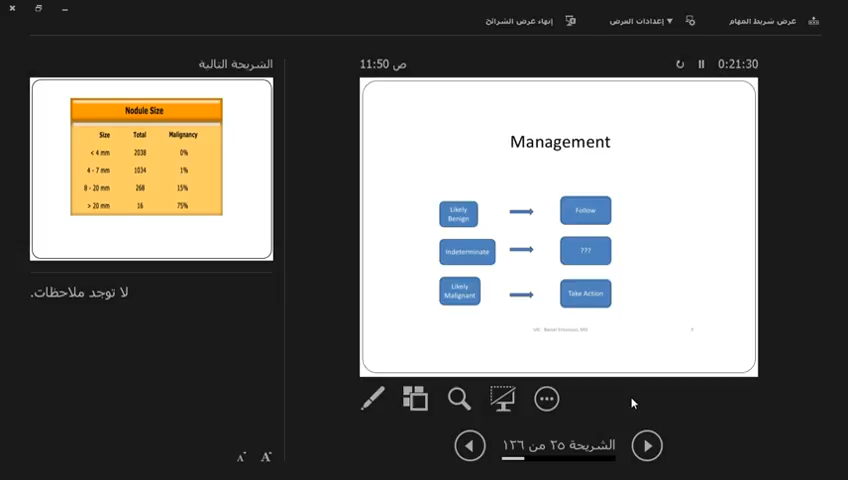 عرض شريط المهام
إعدادات العرض ▼
إنهاء عرض الشرائح
الشريحة التالية
Nodule Size
Size Total Malignancy
< 4 mm 2038 0%
4 - 7 mm 1034 1%
8 - 20 mm 268 15%
> 20 mm 16 75%
لا توجد ملاحظات.
11:50 ص
0:21:30
Management
Likely Benign
Follow
Indeterminate
???
Likely Malignant
Take Action
الشريحة ٢٥ من ١٣٦
A A